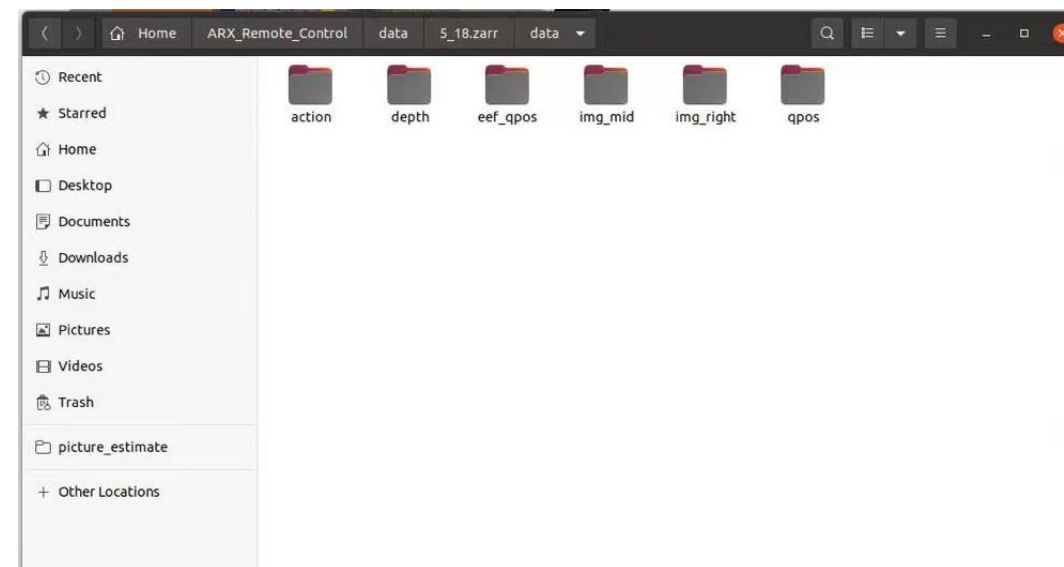 Home ARX_Remote_Control data 5_18.zarr data
Recent
Starred
Home
Desktop
Documents
Downloads
Music
Pictures
Videos
Trash
picture_estimate
+ Other Locations
action depth eef_qpos img_mid img_right qpos